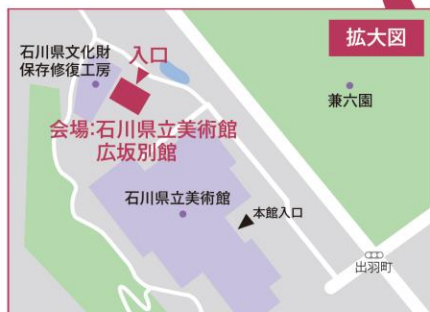 拡大図
石川県文化財
保存修復工房
入口
兼六園
会場:石川県立美術館
広坂別館
石川県立美術館
本館入口
出羽町